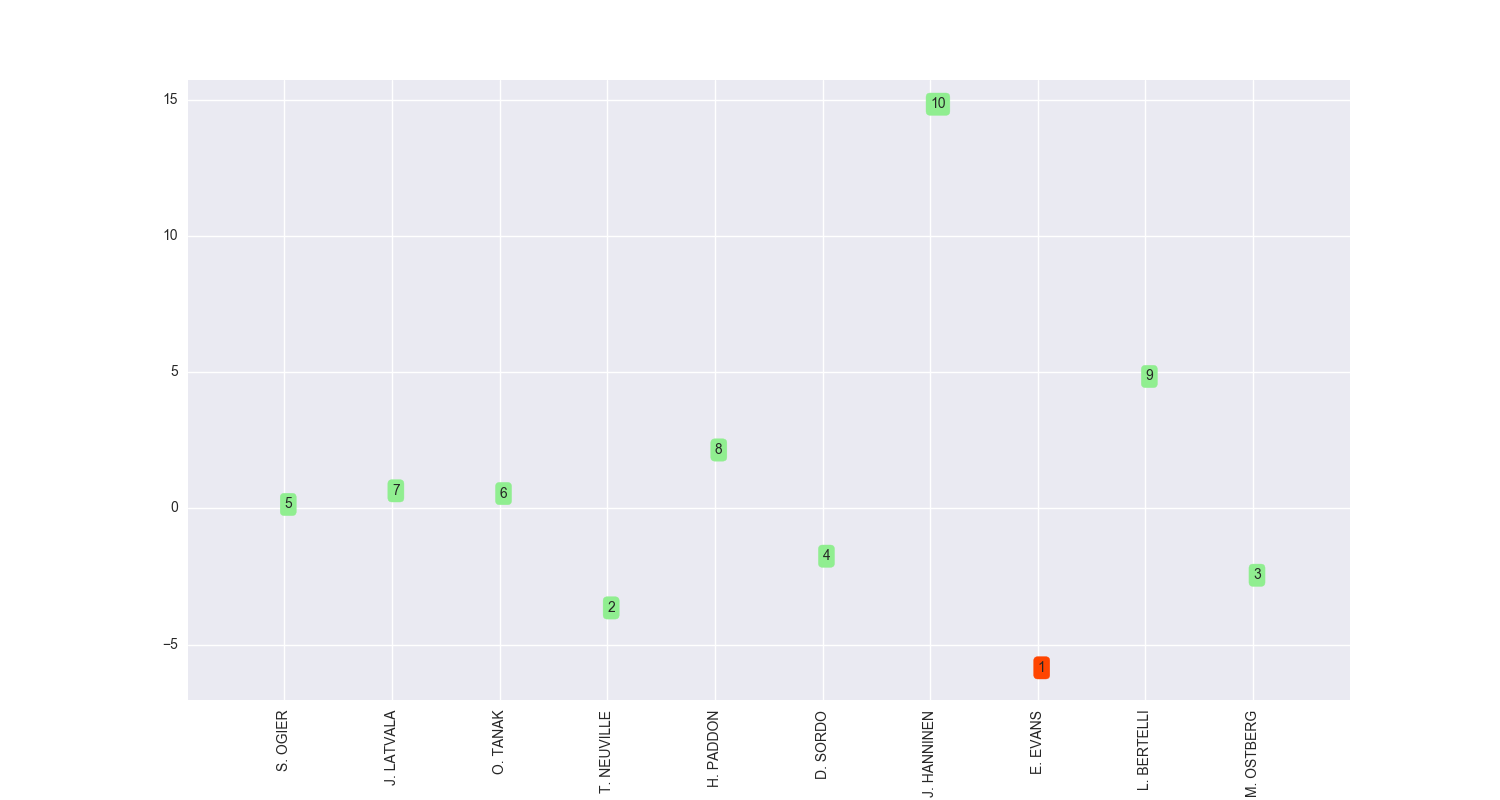 15
10
5
0
−5
10
9
8
7
6
5
4
3
2
1
S. OGIER
J. LATVALA
O. TANAK
T. NEUVILLE
H. PADDON
D. SORDO
J. HANNINEN
E. EVANS
L. BERTELLI
M. OSTBERG